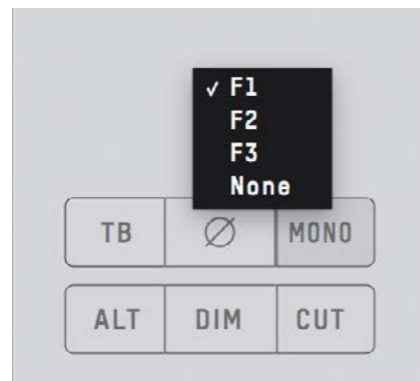 ✓ F1
F2
F3
None
TB Ø MONO
ALT DIM CUT